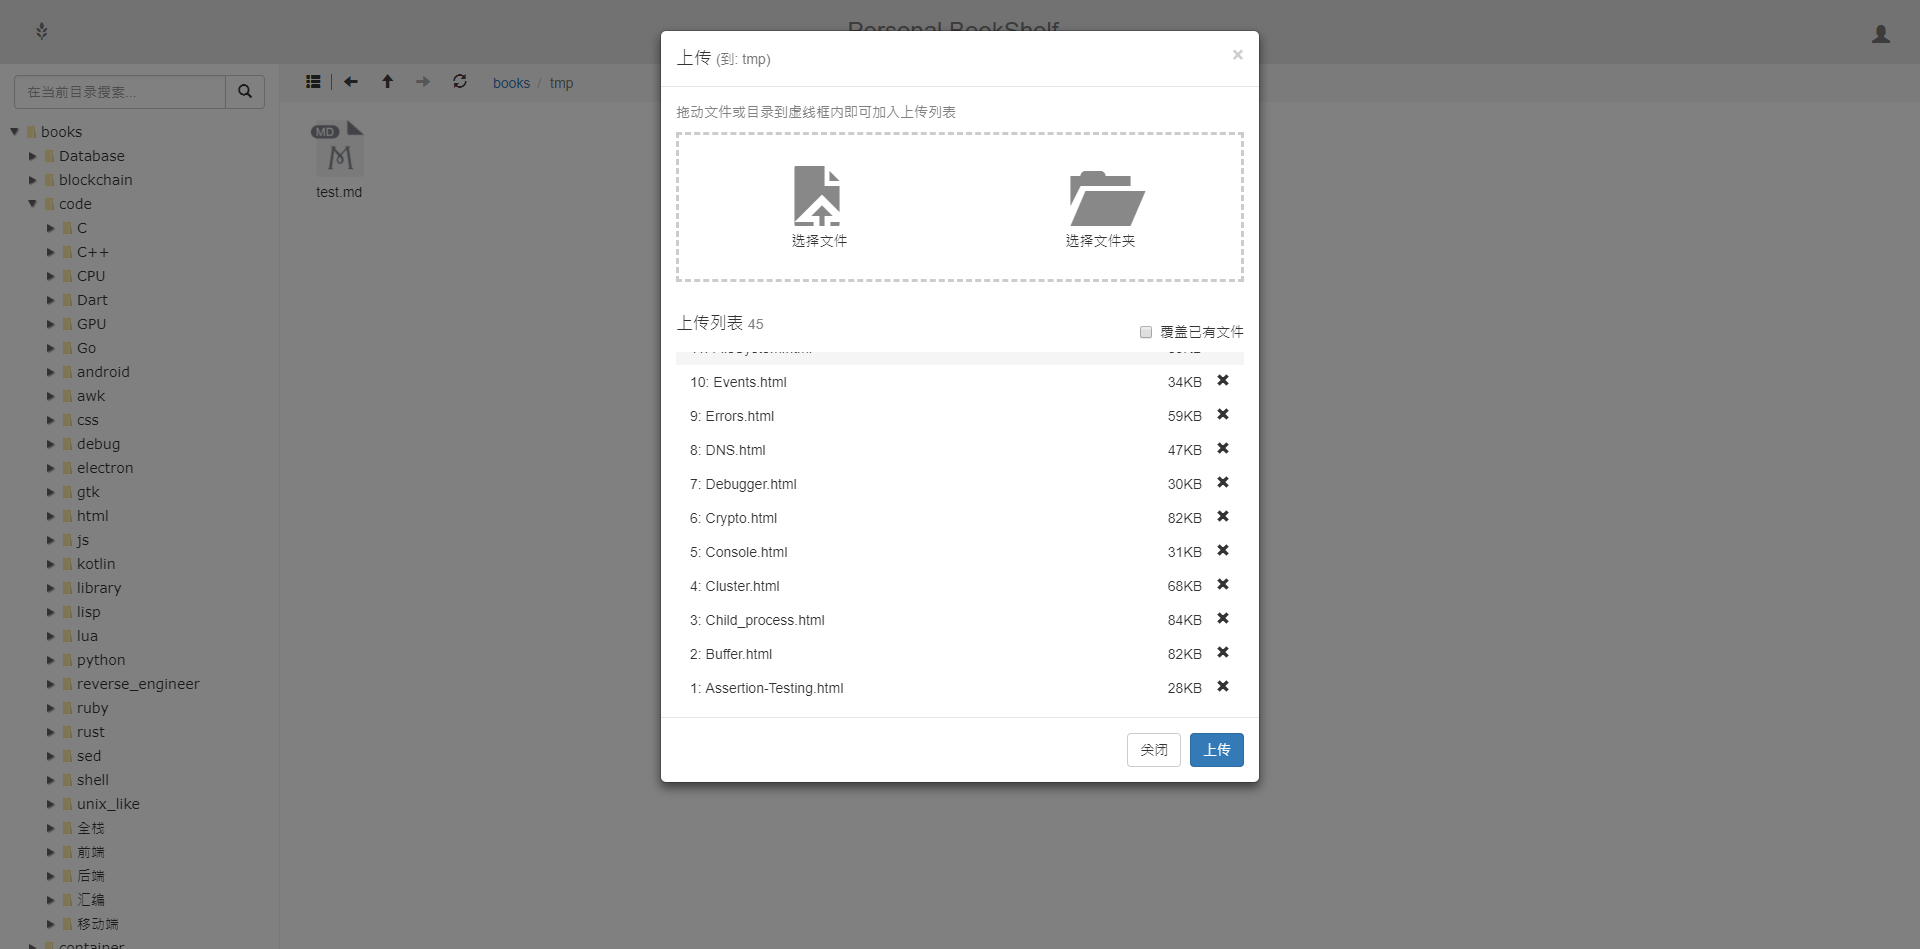 Personal BookShelf
在当前目录搜索...
books
Database
blockchain
code
C
C++
CPU
Dart
GPU
Go
android
awk
css
debug
electron
gtk
html
js
kotlin
library
lisp
lua
python
reverse_engineer
ruby
rust
sed
shell
unix_like
全栈
前端
后端
汇编
移动端
container
books / tmp
MD
test.md
上传 (到: tmp) ×
拖动文件或目录到虚线框内即可加入上传列表
选择文件 选择文件夹
上传列表 45 覆盖已有文件
10: Events.html 34KB
9: Errors.html 59KB
8: DNS.html 47KB
7: Debugger.html 30KB
6: Crypto.html 82KB
5: Console.html 31KB
4: Cluster.html 68KB
3: Child_process.html 84KB
2: Buffer.html 82KB
1: Assertion-Testing.html 28KB
关闭 上传